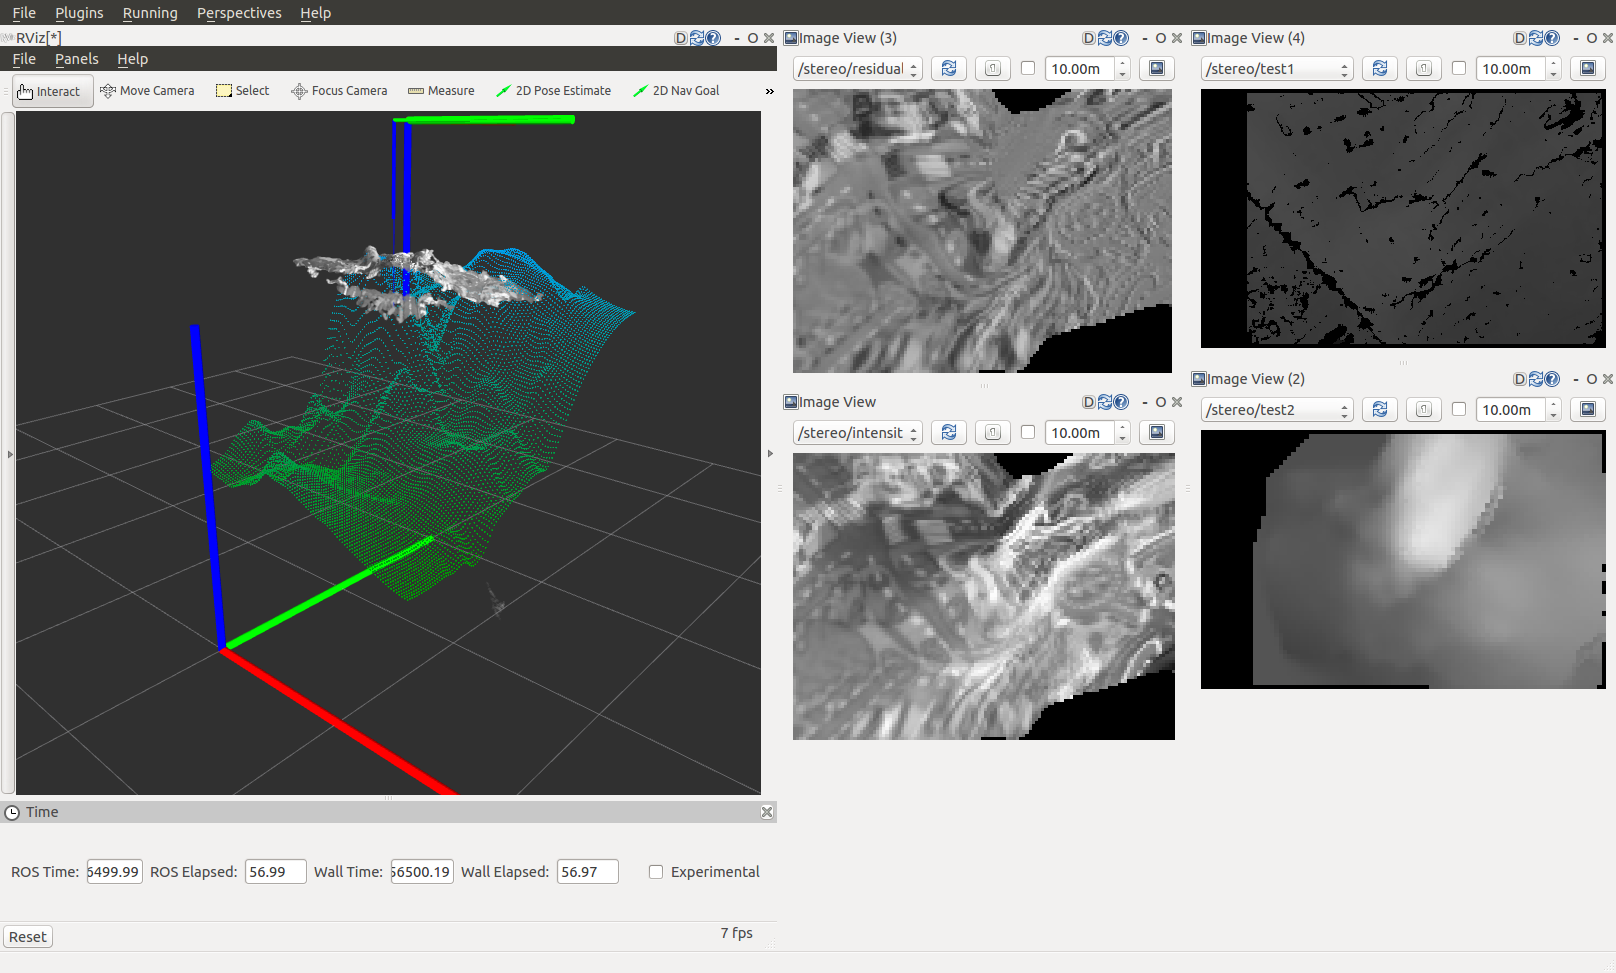 File Plugins Running Perspectives Help
RViz[*] D - O
File Panels Help
Interact Move Camera Select Focus Camera Measure 2D Pose Estimate 2D Nav Goal »
Time
ROS Time: 6499.99 ROS Elapsed: 56.99 Wall Time: 56500.19 Wall Elapsed: 56.97 Experimental
Reset 7 fps
Image View (3) D - O
/stereo/residual 10.00m
Image View D - O
/stereo/intensit 10.00m
Image View (4) D - O
/stereo/test1 10.00m
Image View (2) D - O
/stereo/test2 10.00m